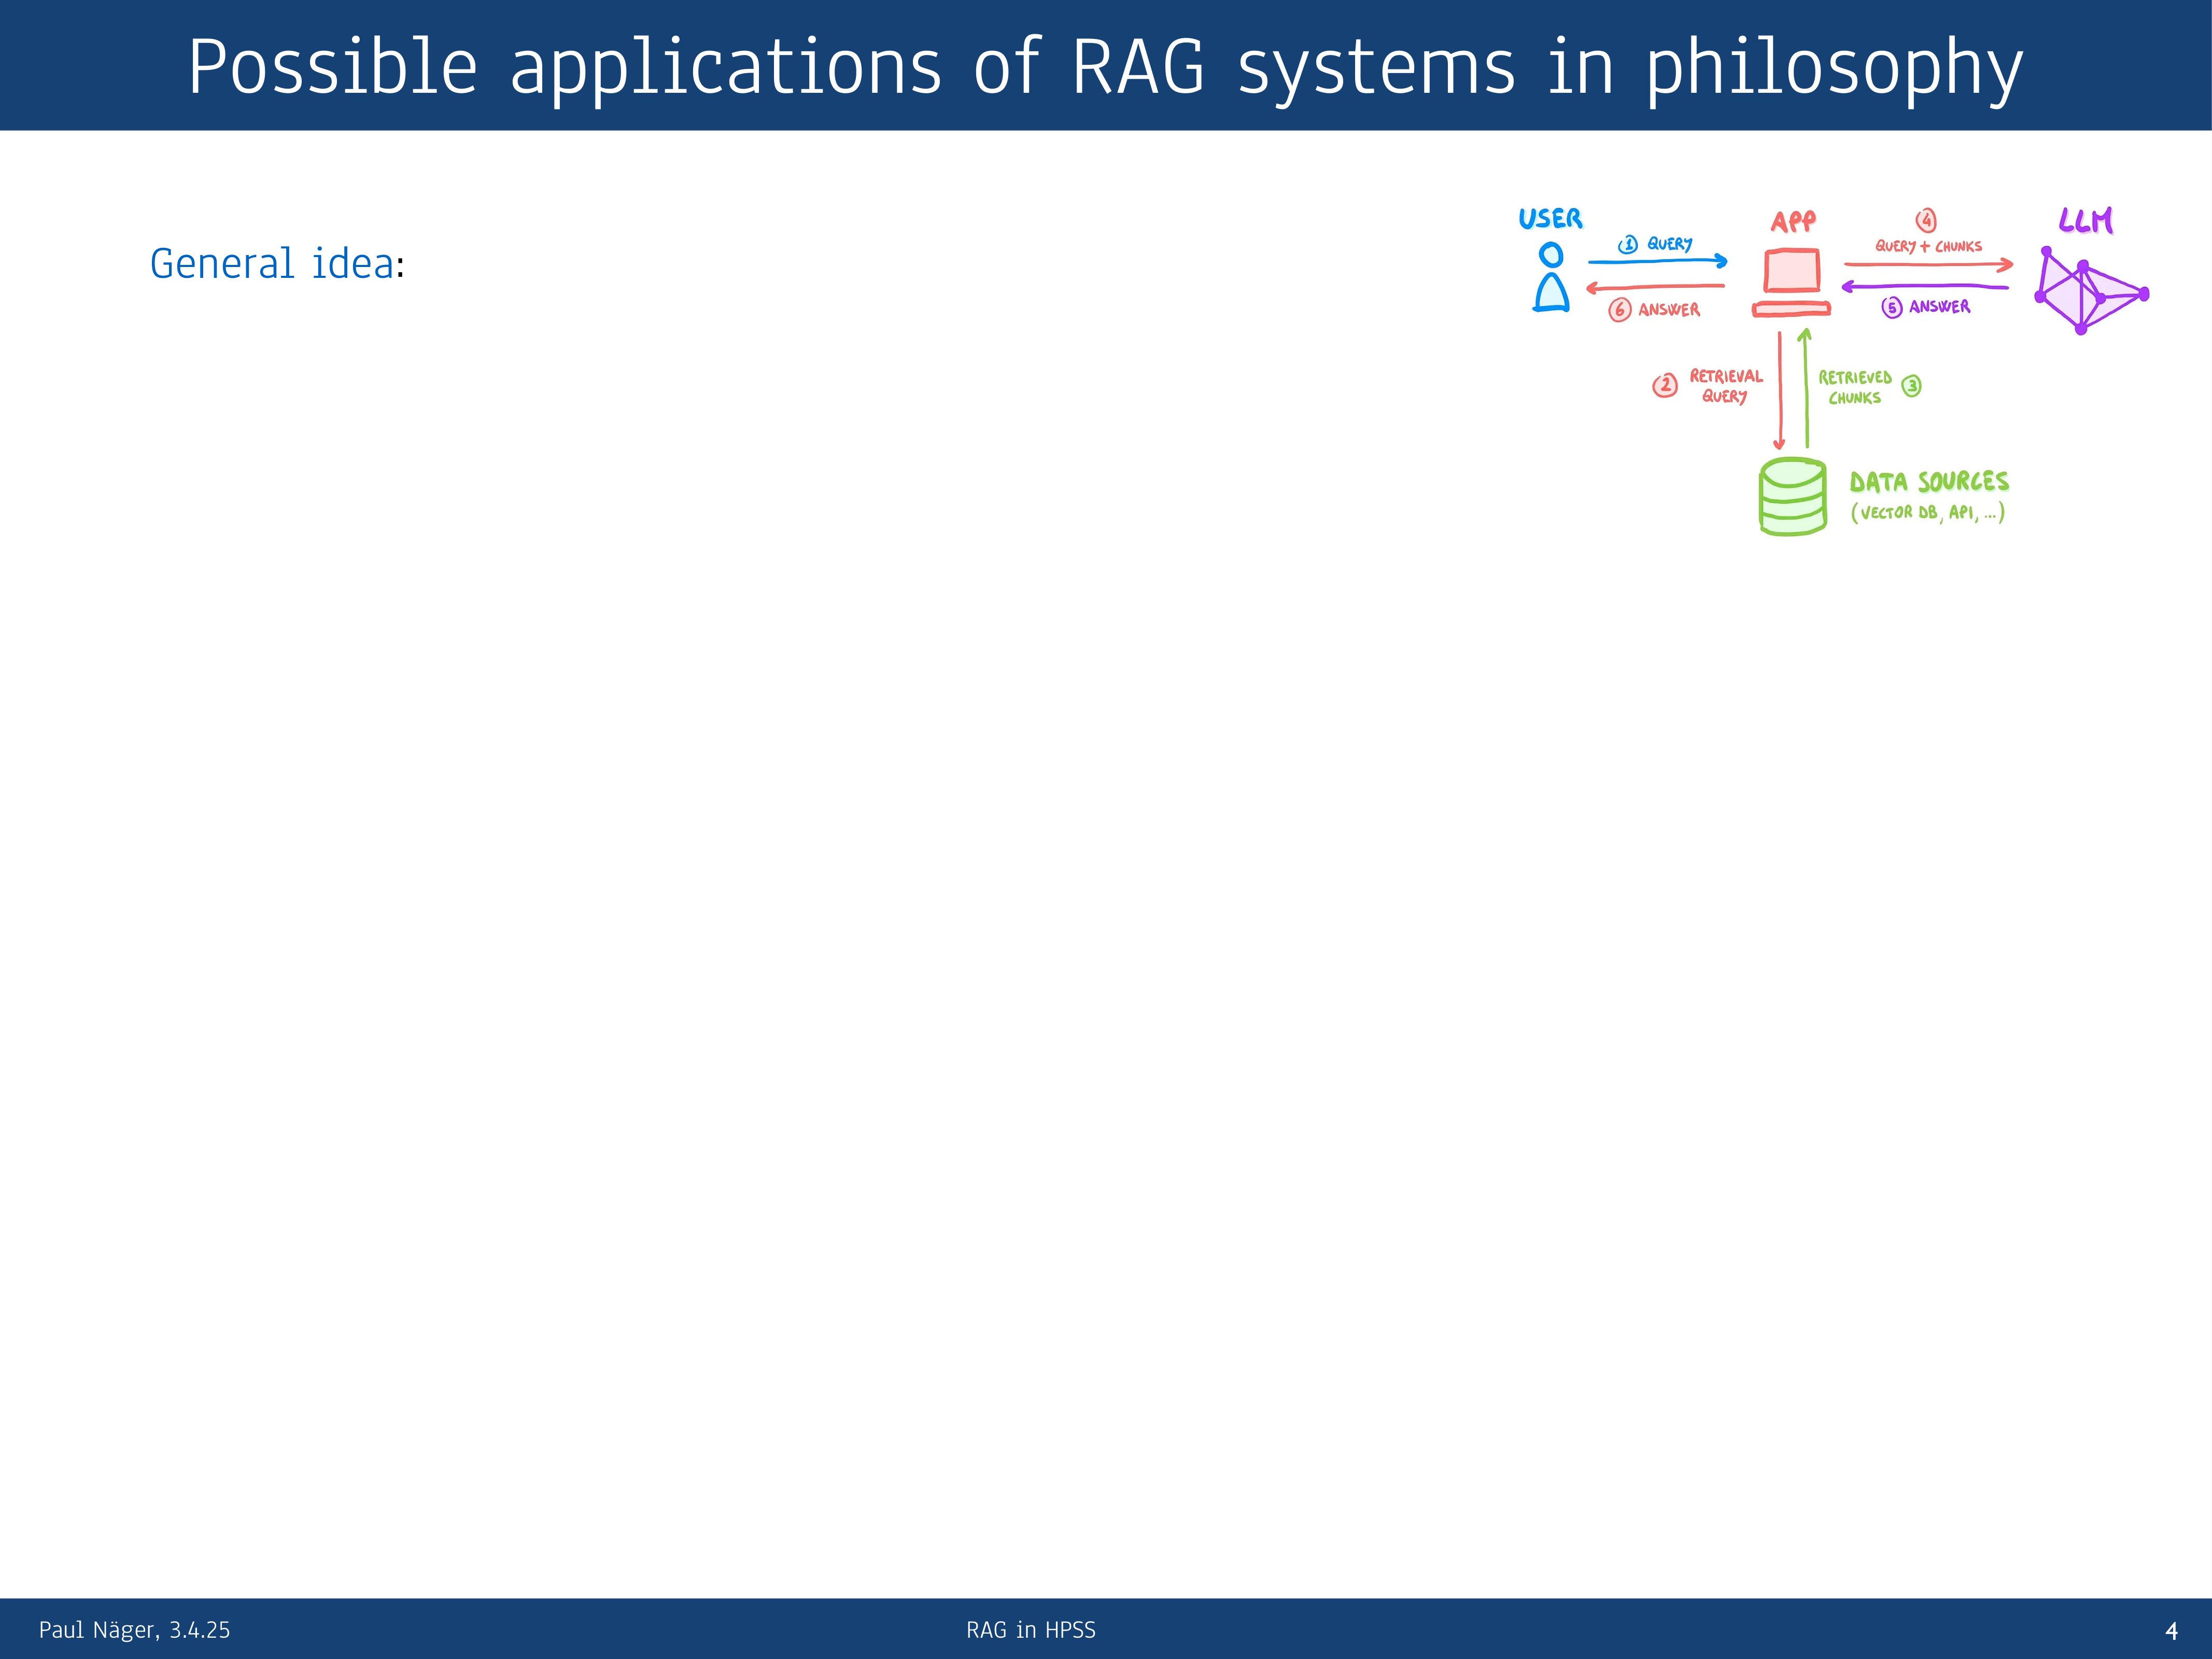 Possible applications of RAG systems in philosophy
General idea:
USER
① QUERY
⑥ ANSWER
APP
④
QUERY + CHUNKS
⑤ ANSWER
LLM
② RETRIEVAL
QUERY
RETRIEVED ③
CHUNKS
DATA SOURCES
(VECTOR DB, API, ...)
Paul Näger, 3.4.25
RAG in HPSS
4